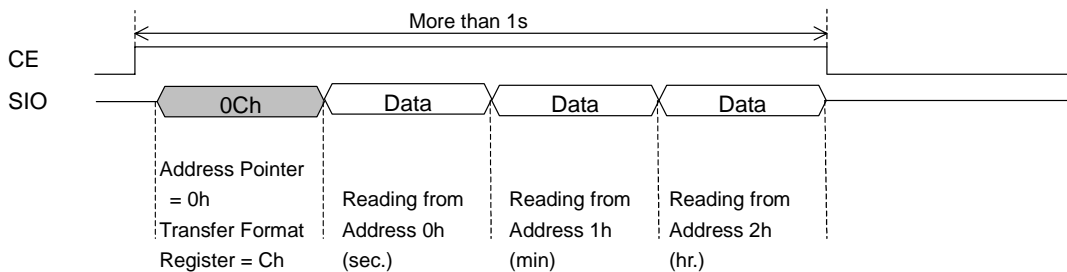 More than 1s
CE
SIO
0Ch
Data
Data
Data
Address Pointer
= 0h
Transfer Format
Register = Ch
Reading from
Address 0h
(sec.)
Reading from
Address 1h
(min)
Reading from
Address 2h
(hr.)